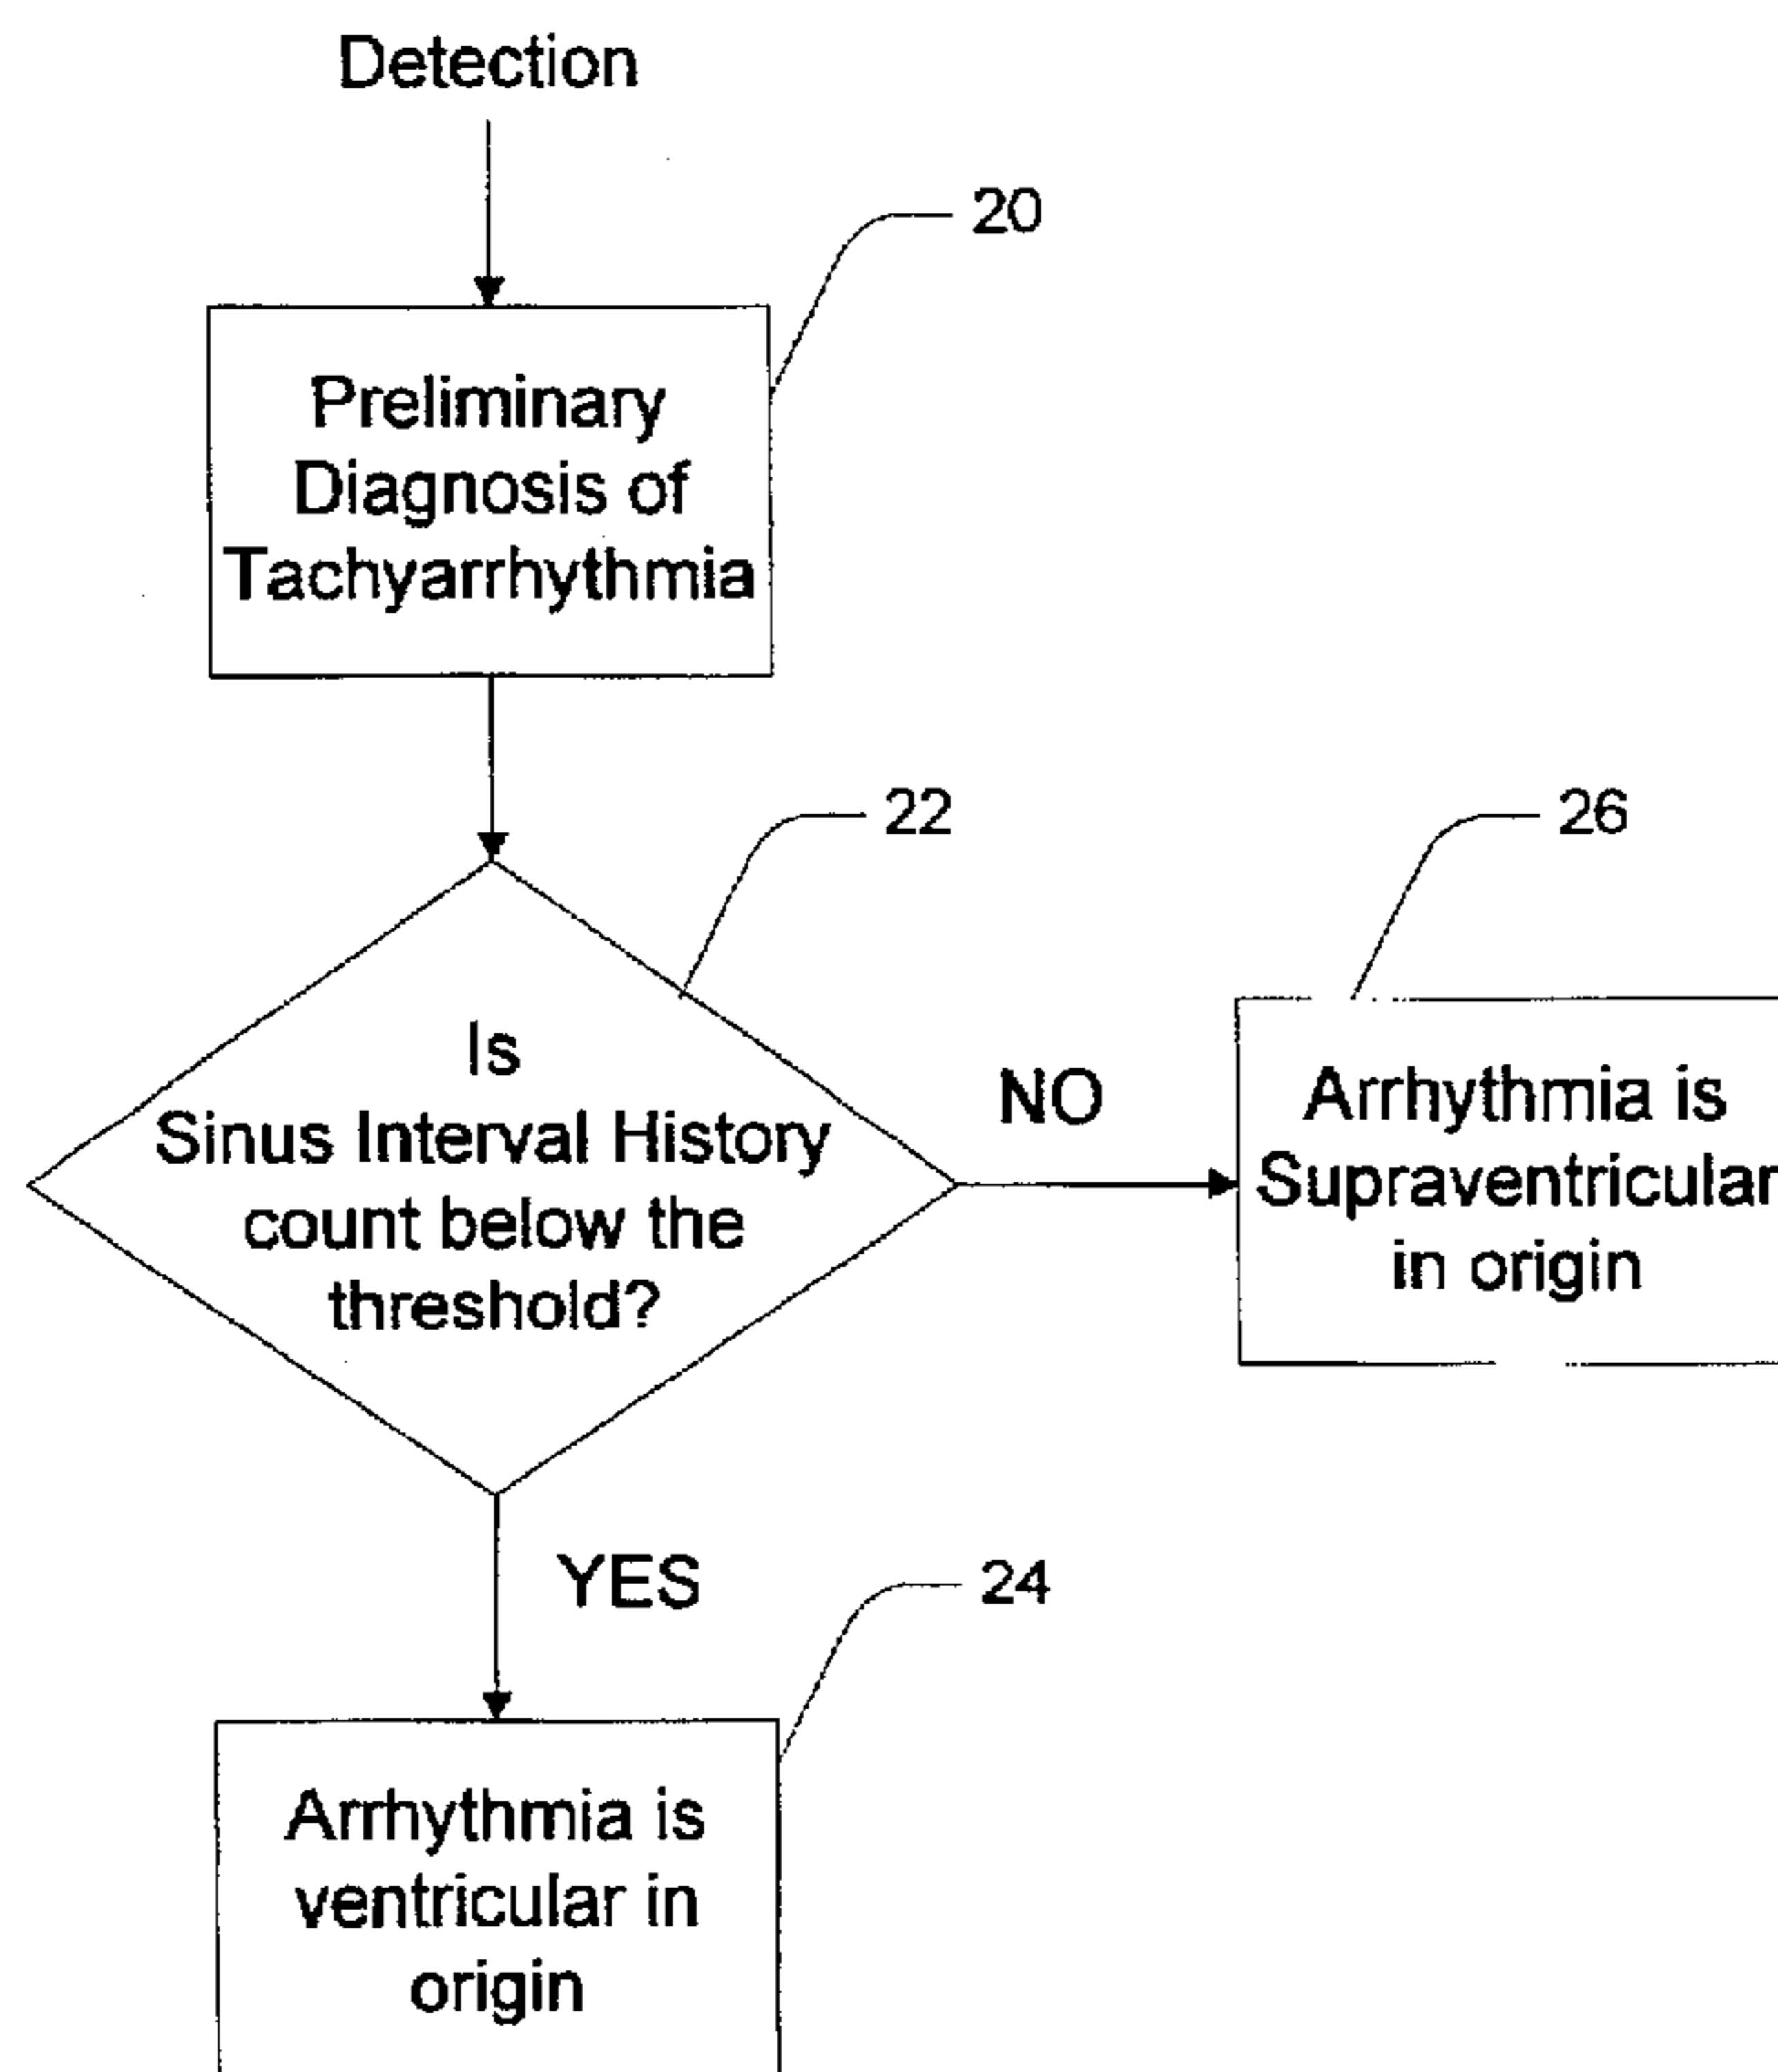 Detection
20
Preliminary
Diagnosis of
Tachyarrhythmia
22
26
Is
Sinus Interval History
count below the
threshold?
NO
Arrhythmia is
Supraventricular
in origin
YES
24
Arrhythmia is
ventricular in
origin